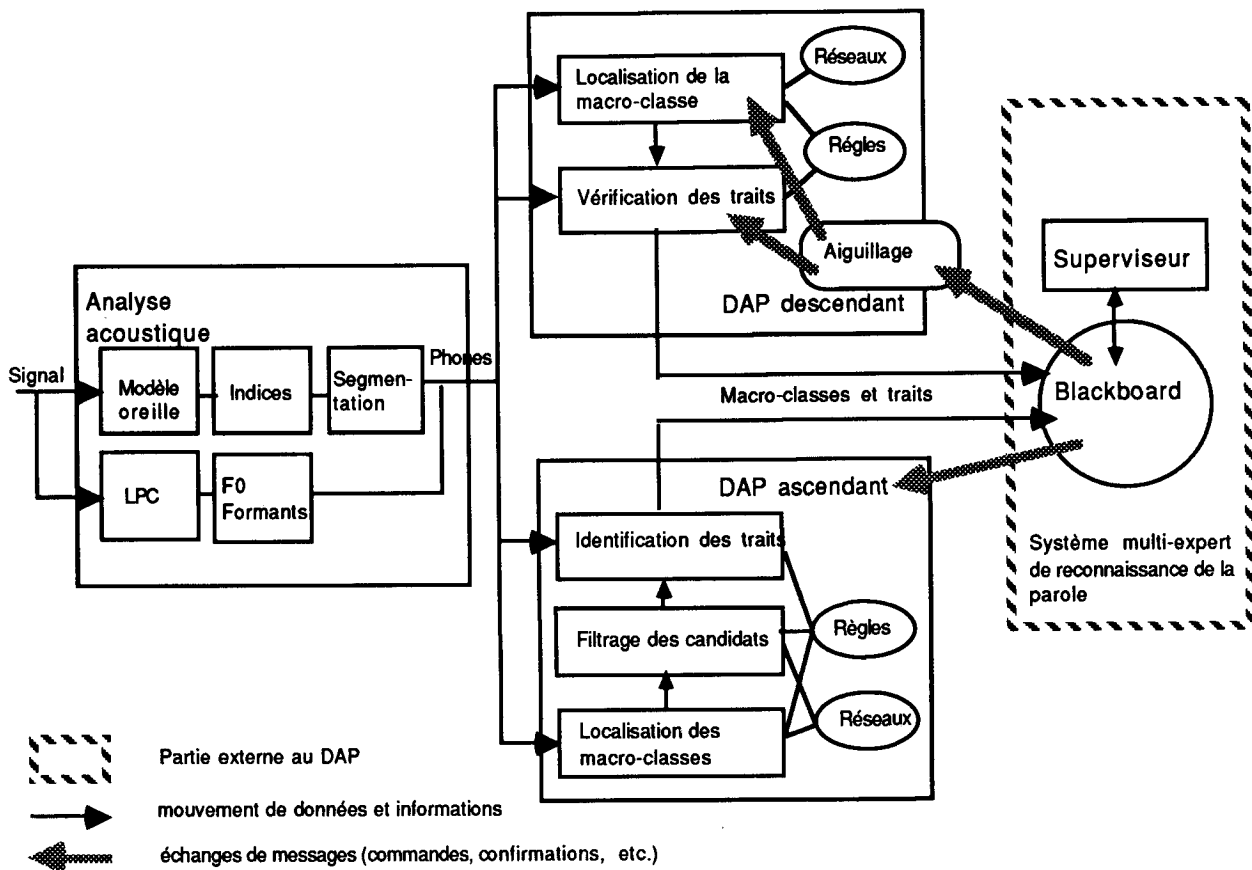 Localisation de la
macro-classe
Réseaux
Régles
Vérification des traits
Aiguillage
DAP descendant
Superviseur
Blackboard
Analyse
acoustique
Signal
Modèle
oreille
Indices
Segmen-
tation
Phones
LPC
F0
Formants
Macro-classes et traits
DAP ascendant
Identification des traits
Filtrage des candidats
Localisation des
macro-classes
Règles
Réseaux
Système multi-expert
de reconnaissance de la
parole
Partie externe au DAP
mouvement de données et informations
échanges de messages (commandes, confirmations, etc.)